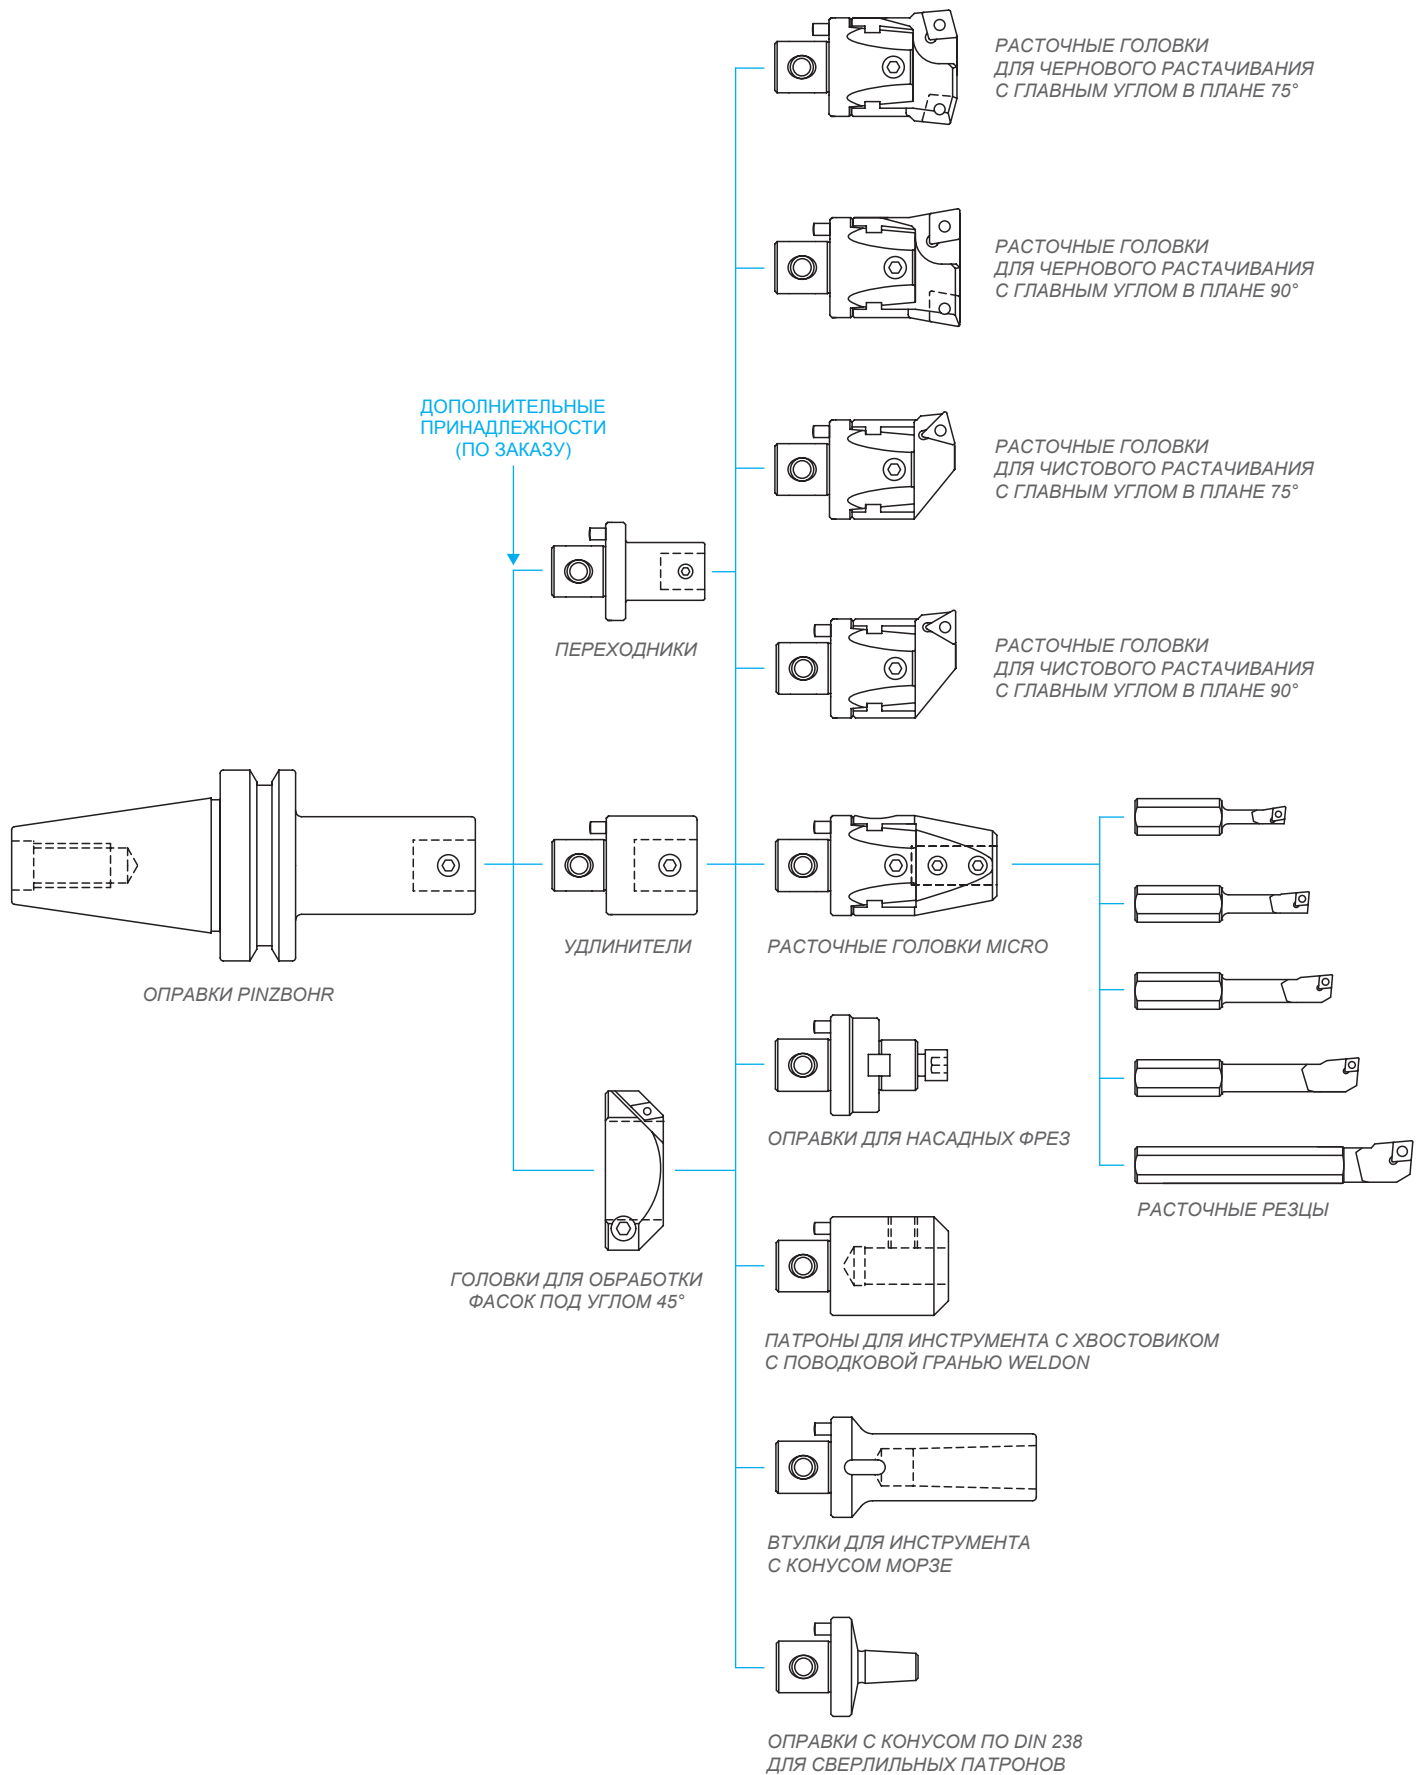 РАСТОЧНЫЕ ГОЛОВКИ
ДЛЯ ЧЕРНОВОГО РАСТАЧИВАНИЯ
С ГЛАВНЫМ УГЛОМ В ПЛАНЕ 75°
РАСТОЧНЫЕ ГОЛОВКИ
ДЛЯ ЧЕРНОВОГО РАСТАЧИВАНИЯ
С ГЛАВНЫМ УГЛОМ В ПЛАНЕ 90°
ДОПОЛНИТЕЛЬНЫЕ
ПРИНАДЛЕЖНОСТИ
(ПО ЗАКАЗУ)
РАСТОЧНЫЕ ГОЛОВКИ
ДЛЯ ЧИСТОВОГО РАСТАЧИВАНИЯ
С ГЛАВНЫМ УГЛОМ В ПЛАНЕ 75°
ПЕРЕХОДНИКИ
РАСТОЧНЫЕ ГОЛОВКИ
ДЛЯ ЧИСТОВОГО РАСТАЧИВАНИЯ
С ГЛАВНЫМ УГЛОМ В ПЛАНЕ 90°
ОПРАВКИ PINZBOHR
УДЛИНИТЕЛИ
РАСТОЧНЫЕ ГОЛОВКИ MICRO
ОПРАВКИ ДЛЯ НАСАДНЫХ ФРЕЗ
РАСТОЧНЫЕ РЕЗЦЫ
ГОЛОВКИ ДЛЯ ОБРАБОТКИ
ФАСОК ПОД УГЛОМ 45°
ПАТРОНЫ ДЛЯ ИНСТРУМЕНТА С ХВОСТОВИКОМ
С ПОВОДКОВОЙ ГРАНЬЮ WELDON
ВТУЛКИ ДЛЯ ИНСТРУМЕНТА
С КОНУСОМ МОРЗЕ
ОПРАВКИ С КОНУСОМ ПО DIN 238
ДЛЯ СВЕРЛИЛЬНЫХ ПАТРОНОВ